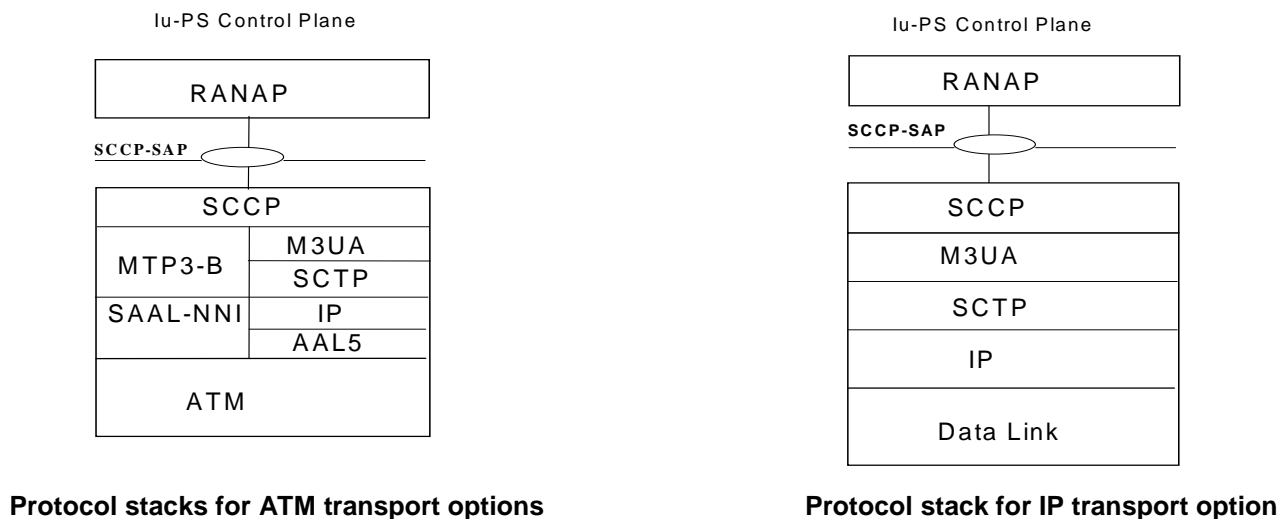 Iu-PS Control Plane
RANAP
SCCP-SAP
SCCP
MTP3-B
M3UA
SCTP
SAAL-NNI
IP
AAL5
ATM
Protocol stacks for ATM transport options
Iu-PS Control Plane
RANAP
SCCP-SAP
SCCP
M3UA
SCTP
IP
Data Link
Protocol stack for IP transport option